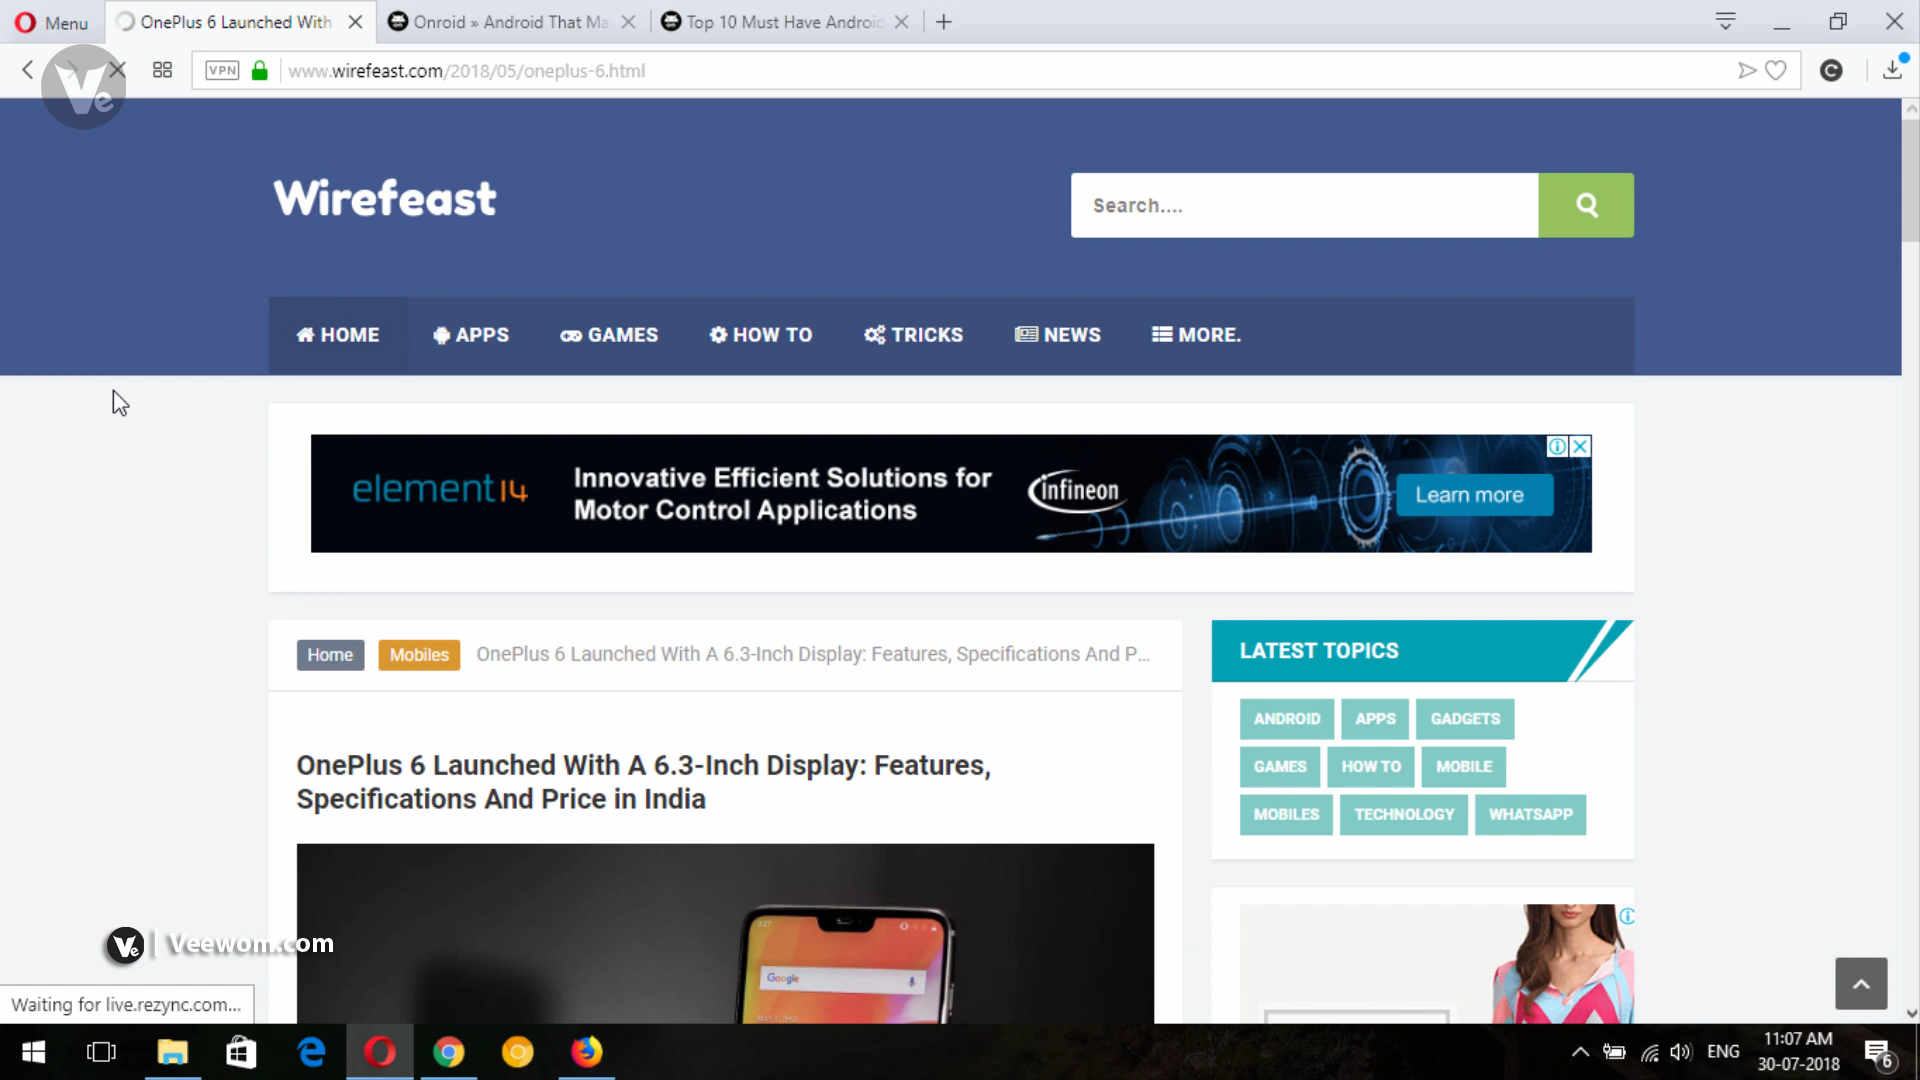 Menu
OnePlus 6 Launched With
Onroid » Android That Ma
Top 10 Must Have Android
VPN
www.wirefeast.com/2018/05/oneplus-6.html
Ve
Wirefeast
Search....
HOME
APPS
GAMES
HOW TO
TRICKS
NEWS
MORE.
element14
Innovative Efficient Solutions for
Motor Control Applications
infineon
Learn more
Home
Mobiles
OnePlus 6 Launched With A 6.3-Inch Display: Features, Specifications And P...
LATEST TOPICS
ANDROID
APPS
GADGETS
GAMES
HOW TO
MOBILE
MOBILES
TECHNOLOGY
WHATSAPP
OnePlus 6 Launched With A 6.3-Inch Display: Features,
Specifications And Price in India
Google
Ve | Veewom.com
Waiting for live.rezync.com...
ENG
11:07 AM
30-07-2018
6